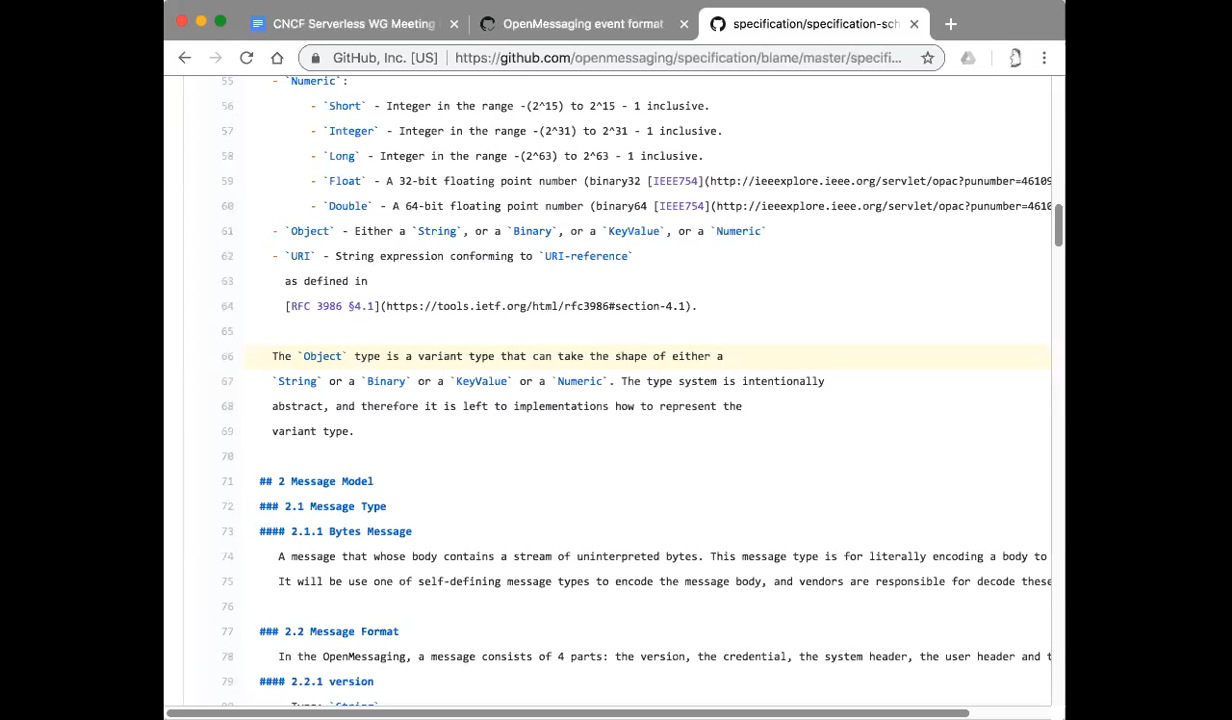 CNCF Serverless WG Meeting
OpenMessaging event format
specification/specification-sch
GitHub, Inc. [US]
https://github.com/openmessaging/specification/blame/master/specifi...
55 - `Numeric`:
56 - `Short` - Integer in the range -(2^15) to 2^15 - 1 inclusive.
57 - `Integer` - Integer in the range -(2^31) to 2^31 - 1 inclusive.
58 - `Long` - Integer in the range -(2^63) to 2^63 - 1 inclusive.
59 - `Float` - A 32-bit floating point number (binary32 [IEEE754](http://ieeexplore.ieee.org/servlet/opac?punumber=46109
60 - `Double` - A 64-bit floating point number (binary64 [IEEE754](http://ieeexplore.ieee.org/servlet/opac?punumber=4610
61 - `Object` - Either a `String`, or a `Binary`, or a `KeyValue`, or a `Numeric`
62 - `URI` - String expression conforming to `URI-reference`
63 as defined in
64 [RFC 3986 §4.1](https://tools.ietf.org/html/rfc3986#section-4.1).
65
66 The `Object` type is a variant type that can take the shape of either a
67 `String` or a `Binary` or a `KeyValue` or a `Numeric`. The type system is intentionally
68 abstract, and therefore it is left to implementations how to represent the
69 variant type.
70
71 ## 2 Message Model
72 ### 2.1 Message Type
73 #### 2.1.1 Bytes Message
74 A message that whose body contains a stream of uninterpreted bytes. This message type is for literally encoding a body to
75 It will be use one of self-defining message types to encode the message body, and vendors are responsible for decode these
76
77 ### 2.2 Message Format
78 In the OpenMessaging, a message consists of 4 parts: the version, the credential, the system header, the user header and t
79 #### 2.2.1 version
80 Type: `String`